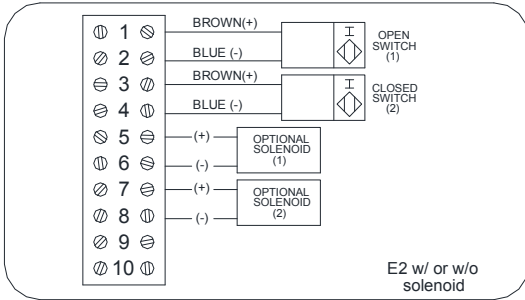 1 BROWN(+)
OPEN
SWITCH
(1)
2 BLUE (-)
3 BROWN(+)
CLOSED
SWITCH
(2)
4 BLUE (-)
5 (+)
OPTIONAL
SOLENOID
(1)
6 (-)
7 (+)
OPTIONAL
SOLENOID
(2)
8 (-)
9
10
E2 w/ or w/o
solenoid